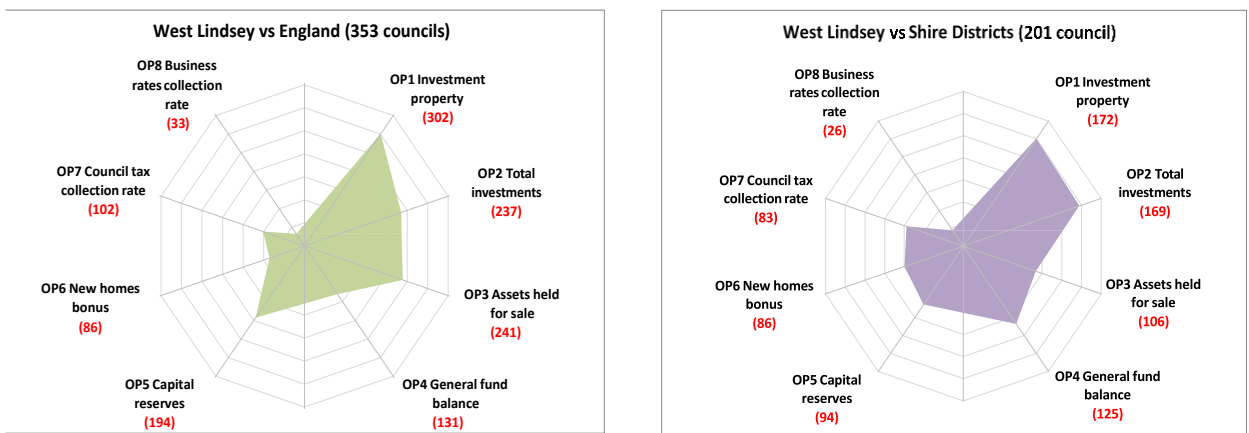 West Lindsey vs England (353 councils)
OP8 Business
rates collection
rate
(33)
OP1 Investment
property
(302)
OP7 Council tax
collection rate
(102)
OP2 Total
investments
(237)
OP6 New homes
bonus
(86)
OP3 Assets held
for sale
(241)
OP5 Capital
reserves
(194)
OP4 General fund
balance
(131)
West Lindsey vs Shire Districts (201 council)
OP8 Business
rates collection
rate
(26)
OP1 Investment
property
(172)
OP7 Council tax
collection rate
(83)
OP2 Total
investments
(169)
OP6 New homes
bonus
(86)
OP3 Assets held
for sale
(106)
OP5 Capital
reserves
(94)
OP4 General fund
balance
(125)